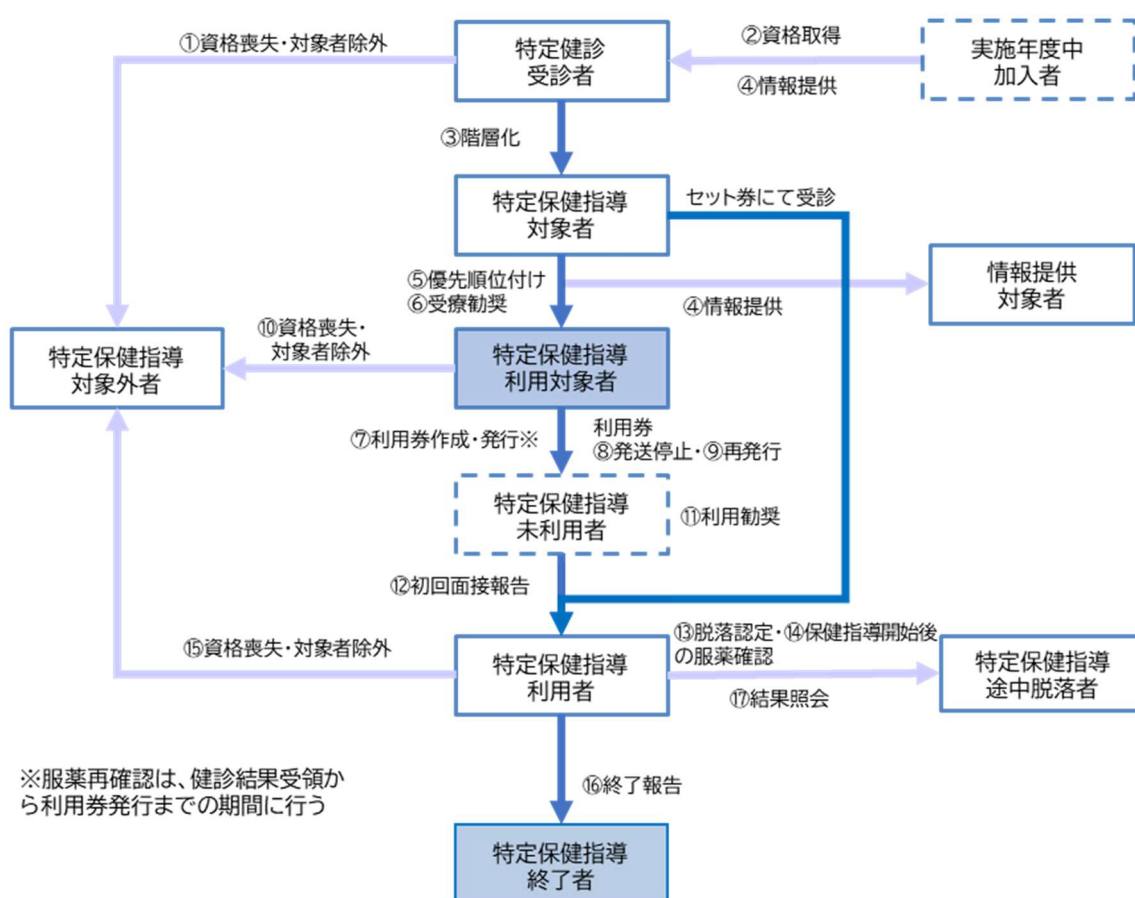 ①資格喪失・対象者除外
特定健診
受診者
②資格取得
④情報提供
実施年度中
加入者
③階層化
特定保健指導
対象者
セット券にて受診
⑤優先順位付け
⑥受療勧奨
④情報提供
情報提供
対象者
⑩資格喪失・
対象者除外
特定保健指導
対象外者
特定保健指導
利用対象者
⑦利用券作成・発行※
利用券
⑧発送停止・⑨再発行
特定保健指導
未利用者
⑪利用勧奨
⑫初回面接報告
⑮資格喪失・対象者除外
特定保健指導
利用者
⑬脱落認定・⑭保健指導開始後
の服薬確認
⑰結果照会
特定保健指導
途中脱落者
※服薬再確認は、健診結果受領か
ら利用券発行までの期間に行う
⑯終了報告
特定保健指導
終了者